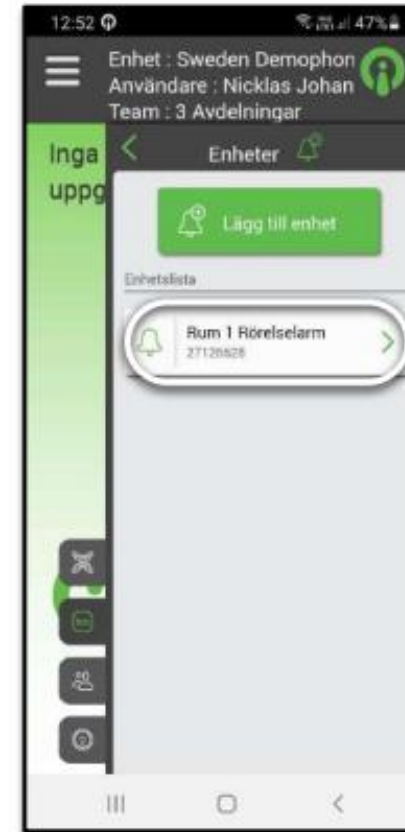 12:52
47%
Enhet : Sweden Demophon
Användare : Nicklas Johan
Team : 3 Avdelningar
Inga
uppg
Enheter
Lägg till enhet
Enhetslista
Rum 1 Rörelselarm
27126628